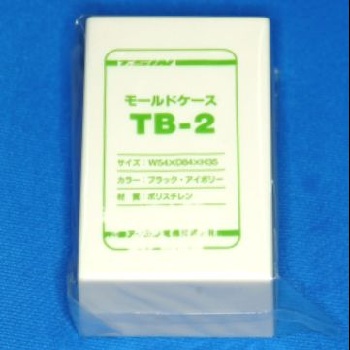 モールドケース
TB-2
サイズ：W54×D84×H35
カラー：ブラック・アイボリー
材 質：ポリスチレン